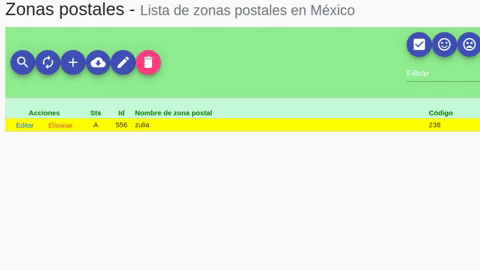 Zonas postales - Lista de zonas postales en México
Filtrar
Acciones Sts Id Nombre de zona postal Código
Editar Eliminar A 556 zulia 238